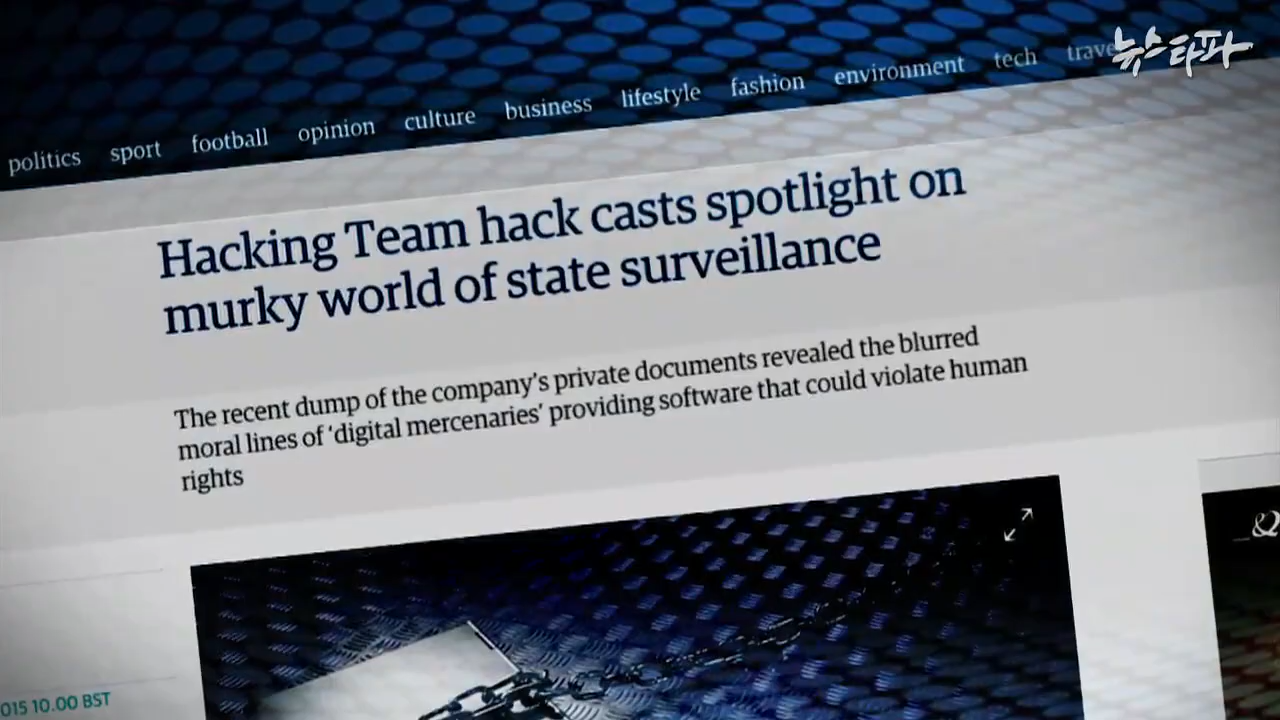 뉴스타파
politics sport football opinion culture business lifestyle fashion environment tech trave
Hacking Team hack casts spotlight on
murky world of state surveillance
The recent dump of the company's private documents revealed the blurred
moral lines of ‘digital mercenaries’ providing software that could violate human
rights
015 10.00 BST